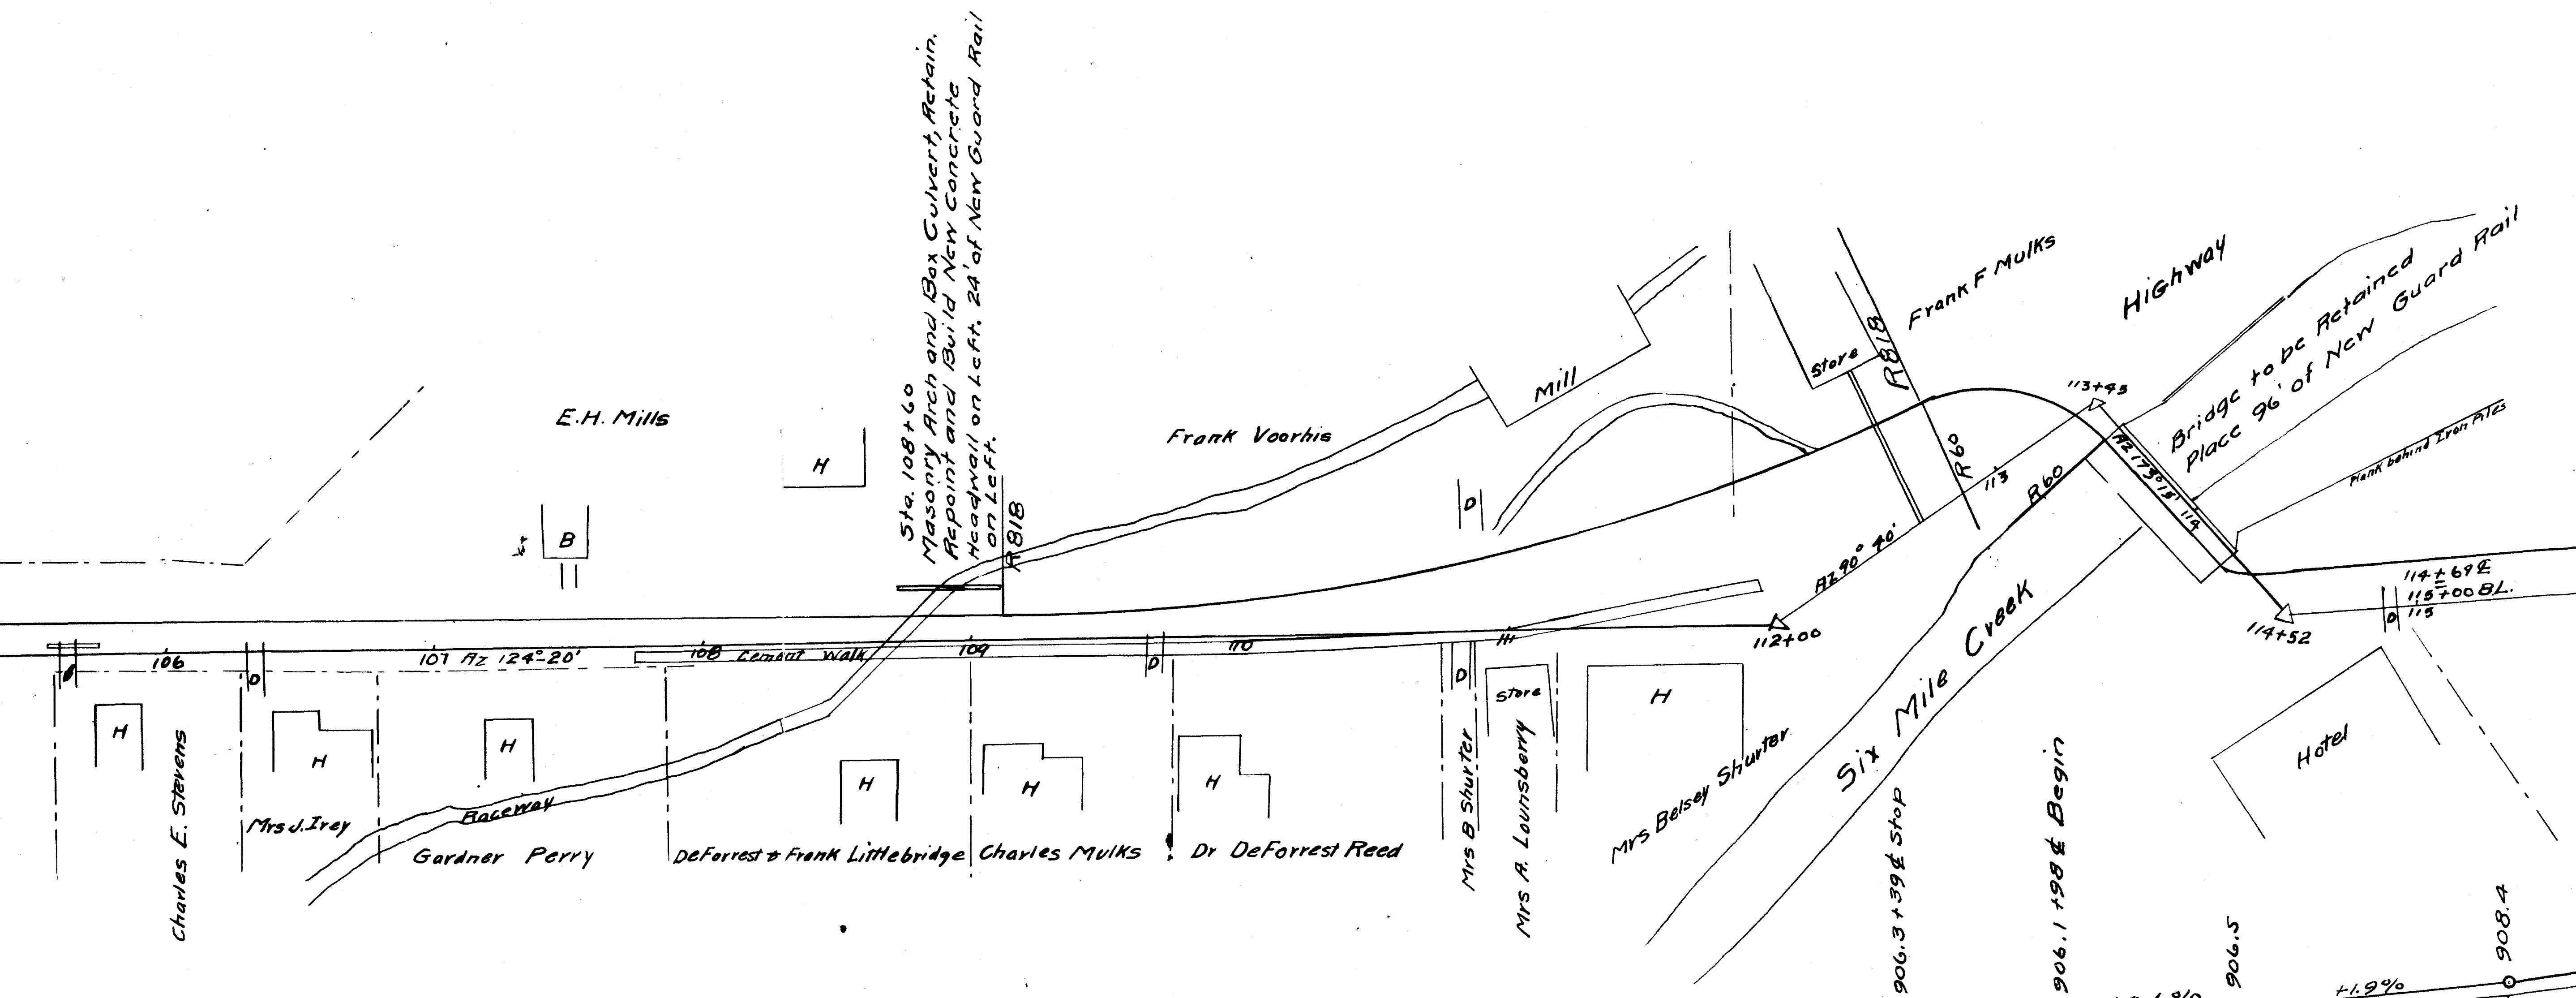 Sta. 108+60
Masonry Arch and Box Culvert, Retain.
Repoint and Build New Concrete
Headwall on Left. 24' of New Guard Rail
on Left.
R818
E.H. Mills
H
B
Frank Voorhis
Mill
D
Store
R818
Frank F Mulks
Highway
R60
113
R60
113+45
Bridge to be Retained
Place 96' of New Guard Rail
Plank behind Iron Piles
Az 173° 15'
114
Az 90° 40'
112+00
114+52
114+69 ℄
=
115+00 BL.
115
D
106
107
Az 124°-20'
108
Cement Walk
109
110
111
D
D
D
H
H
H
H
H
H
Store
H
Hotel
Six Mile Creek
Raceway
Charles E. Stevens
Mrs J. Irey
Gardner Perry
DeForrest & Frank Littlebridge
Charles Mulks
Dr DeForrest Reed
Mrs B Shurter
Mrs A. Lounsberry
Mrs Belsey Shurter
906.3 +39 ℄ Stop
906.1 +98 ℄ Begin
906.5
908.4
+1.9%